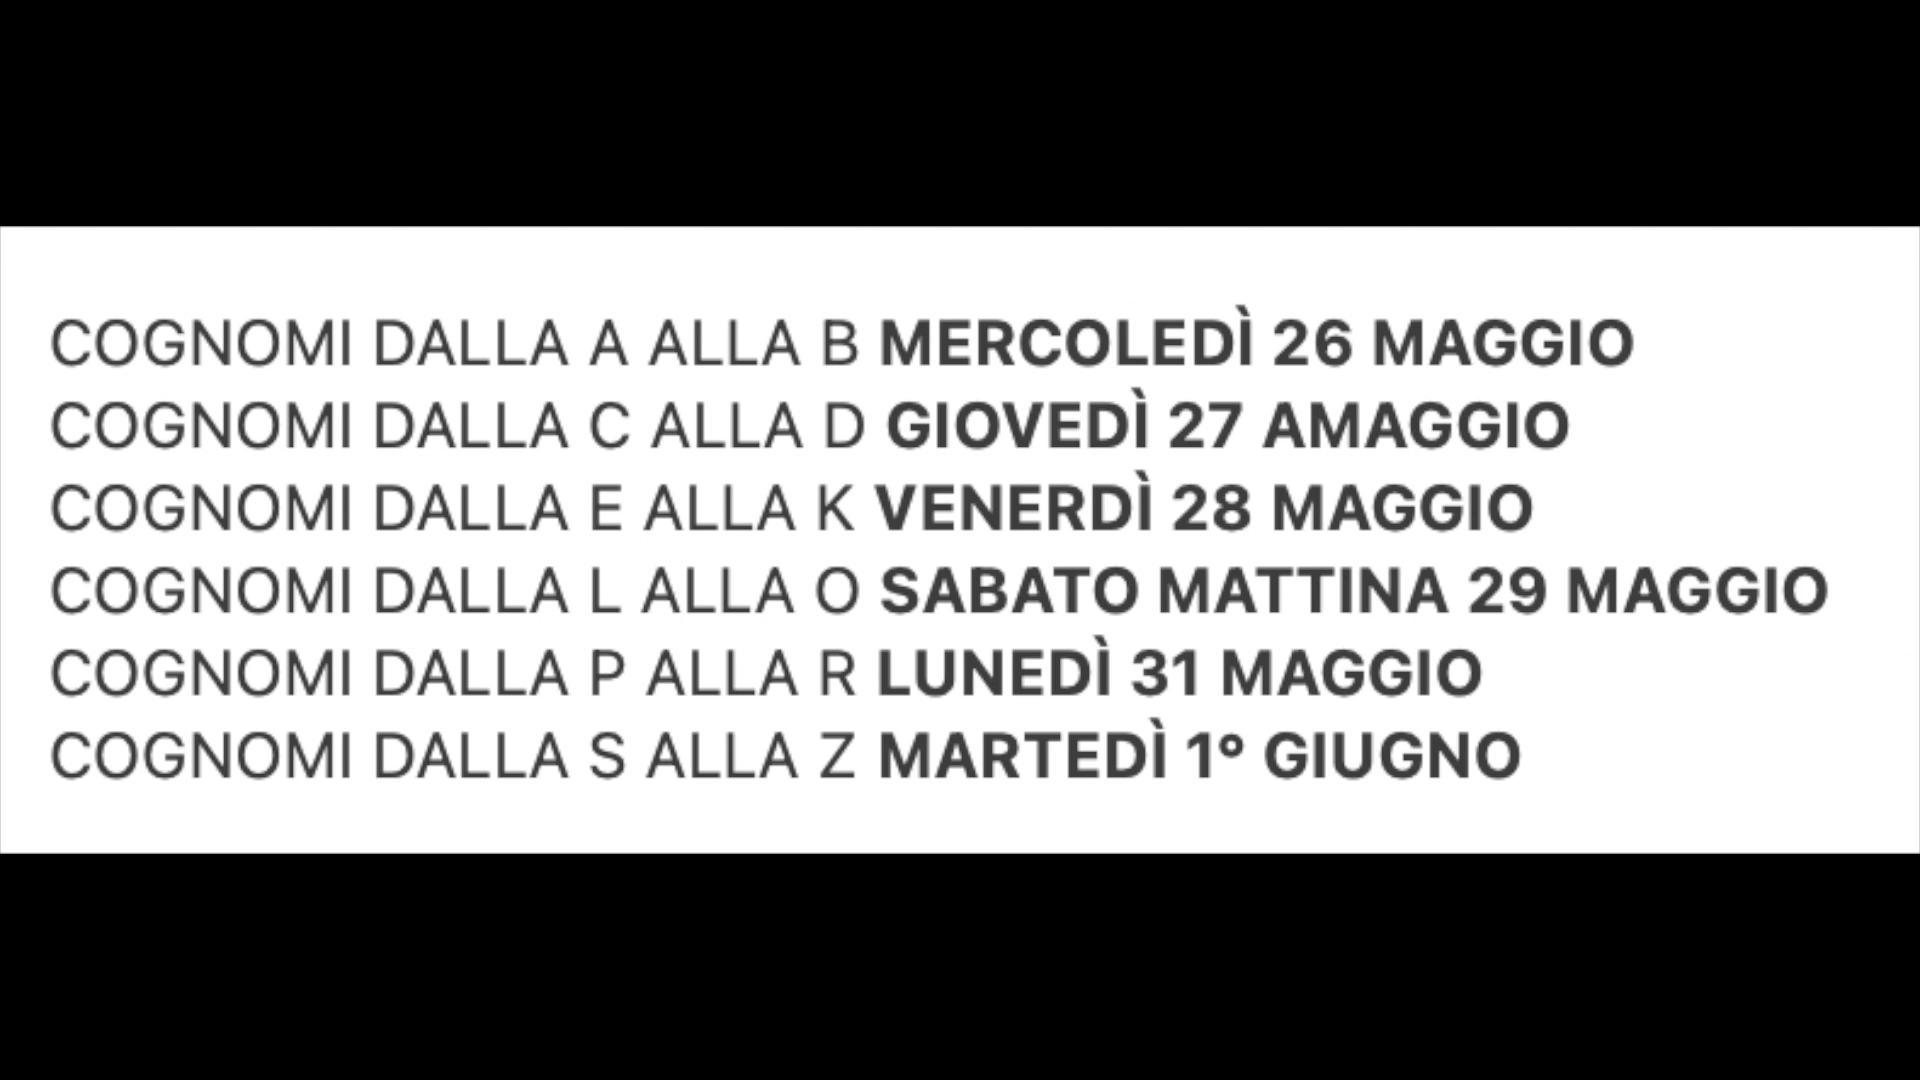 COGNOMI DALLA A ALLA B MERCOLEDÌ 26 MAGGIO
COGNOMI DALLA C ALLA D GIOVEDÌ 27 AMAGGIO
COGNOMI DALLA E ALLA K VENERDÌ 28 MAGGIO
COGNOMI DALLA L ALLA O SABATO MATTINA 29 MAGGIO
COGNOMI DALLA P ALLA R LUNEDÌ 31 MAGGIO
COGNOMI DALLA S ALLA Z MARTEDÌ 1° GIUGNO